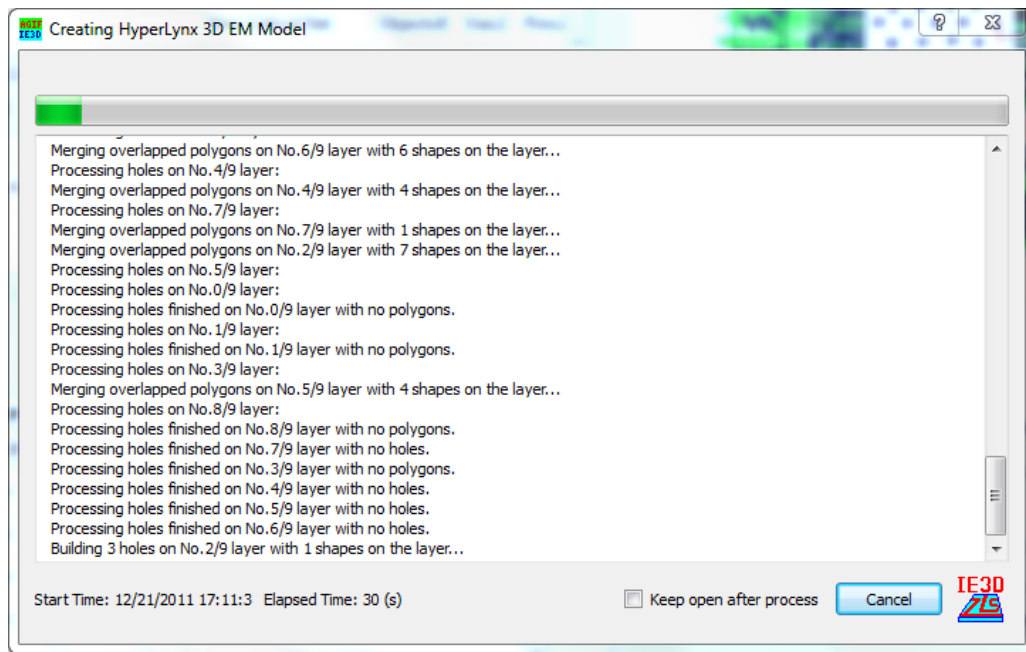 AGIF
IE3D
Creating HyperLynx 3D EM Model
Merging overlapped polygons on No.6/9 layer with 6 shapes on the layer...
Processing holes on No.4/9 layer:
Merging overlapped polygons on No.4/9 layer with 4 shapes on the layer...
Processing holes on No.7/9 layer:
Merging overlapped polygons on No.7/9 layer with 1 shapes on the layer...
Merging overlapped polygons on No.2/9 layer with 7 shapes on the layer...
Processing holes on No.5/9 layer:
Processing holes on No.0/9 layer:
Processing holes finished on No.0/9 layer with no polygons.
Processing holes on No.1/9 layer:
Processing holes finished on No.1/9 layer with no polygons.
Processing holes on No.3/9 layer:
Merging overlapped polygons on No.5/9 layer with 4 shapes on the layer...
Processing holes on No.8/9 layer:
Processing holes finished on No.8/9 layer with no polygons.
Processing holes finished on No.7/9 layer with no holes.
Processing holes finished on No.3/9 layer with no polygons.
Processing holes finished on No.4/9 layer with no holes.
Processing holes finished on No.5/9 layer with no holes.
Processing holes finished on No.6/9 layer with no holes.
Building 3 holes on No.2/9 layer with 1 shapes on the layer...
Start Time: 12/21/2011 17:11:3 Elapsed Time: 30 (s)
Keep open after process
Cancel
IE3D
ZLS